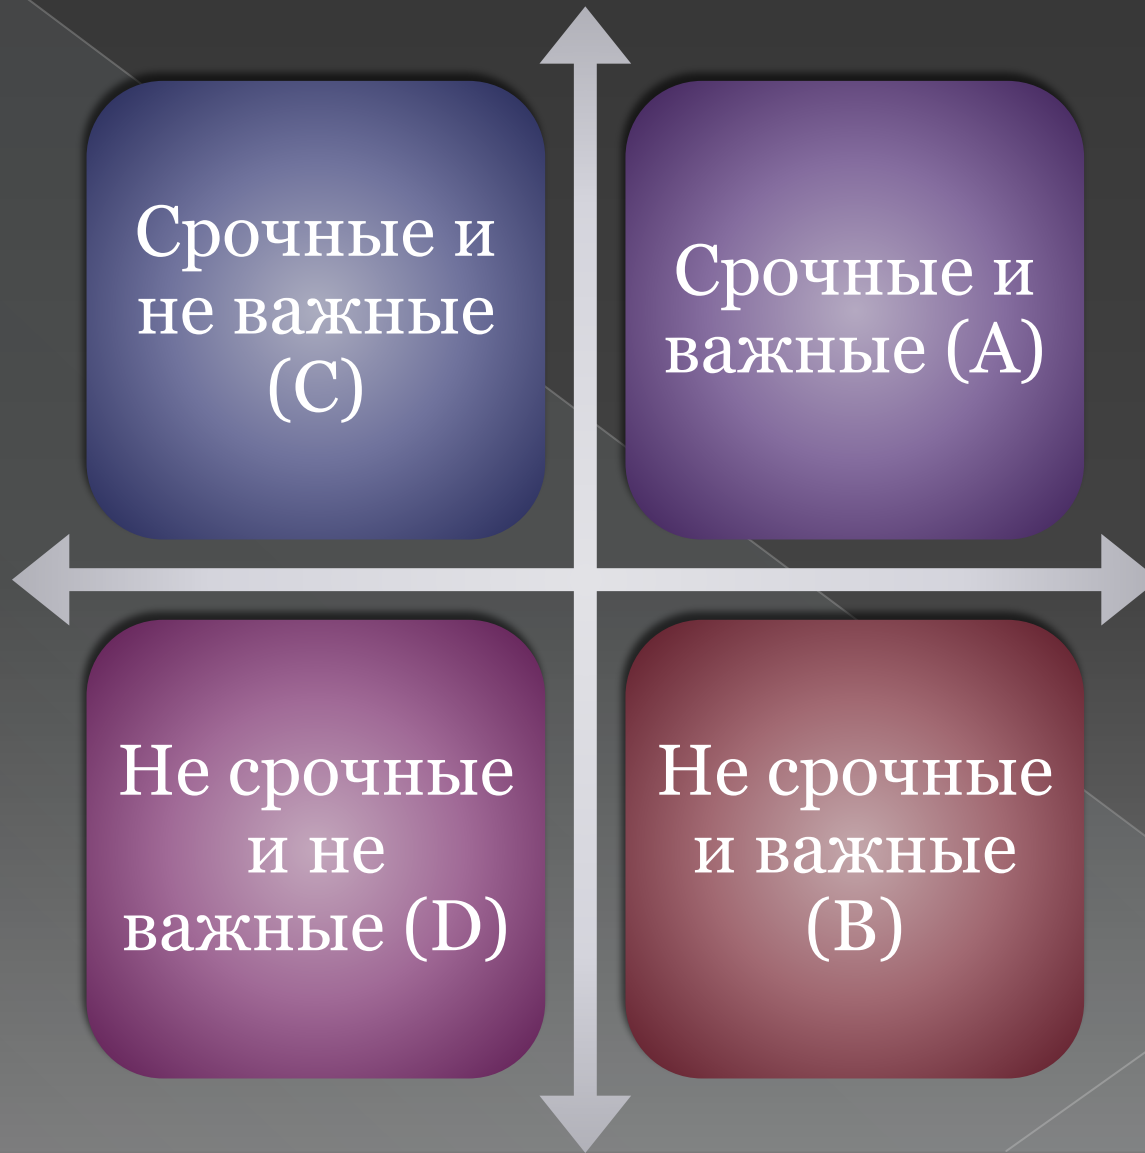 Срочные и
не важные
(C)
Срочные и
важные (A)
Не срочные
и не
важные (D)
Не срочные
и важные
(B)